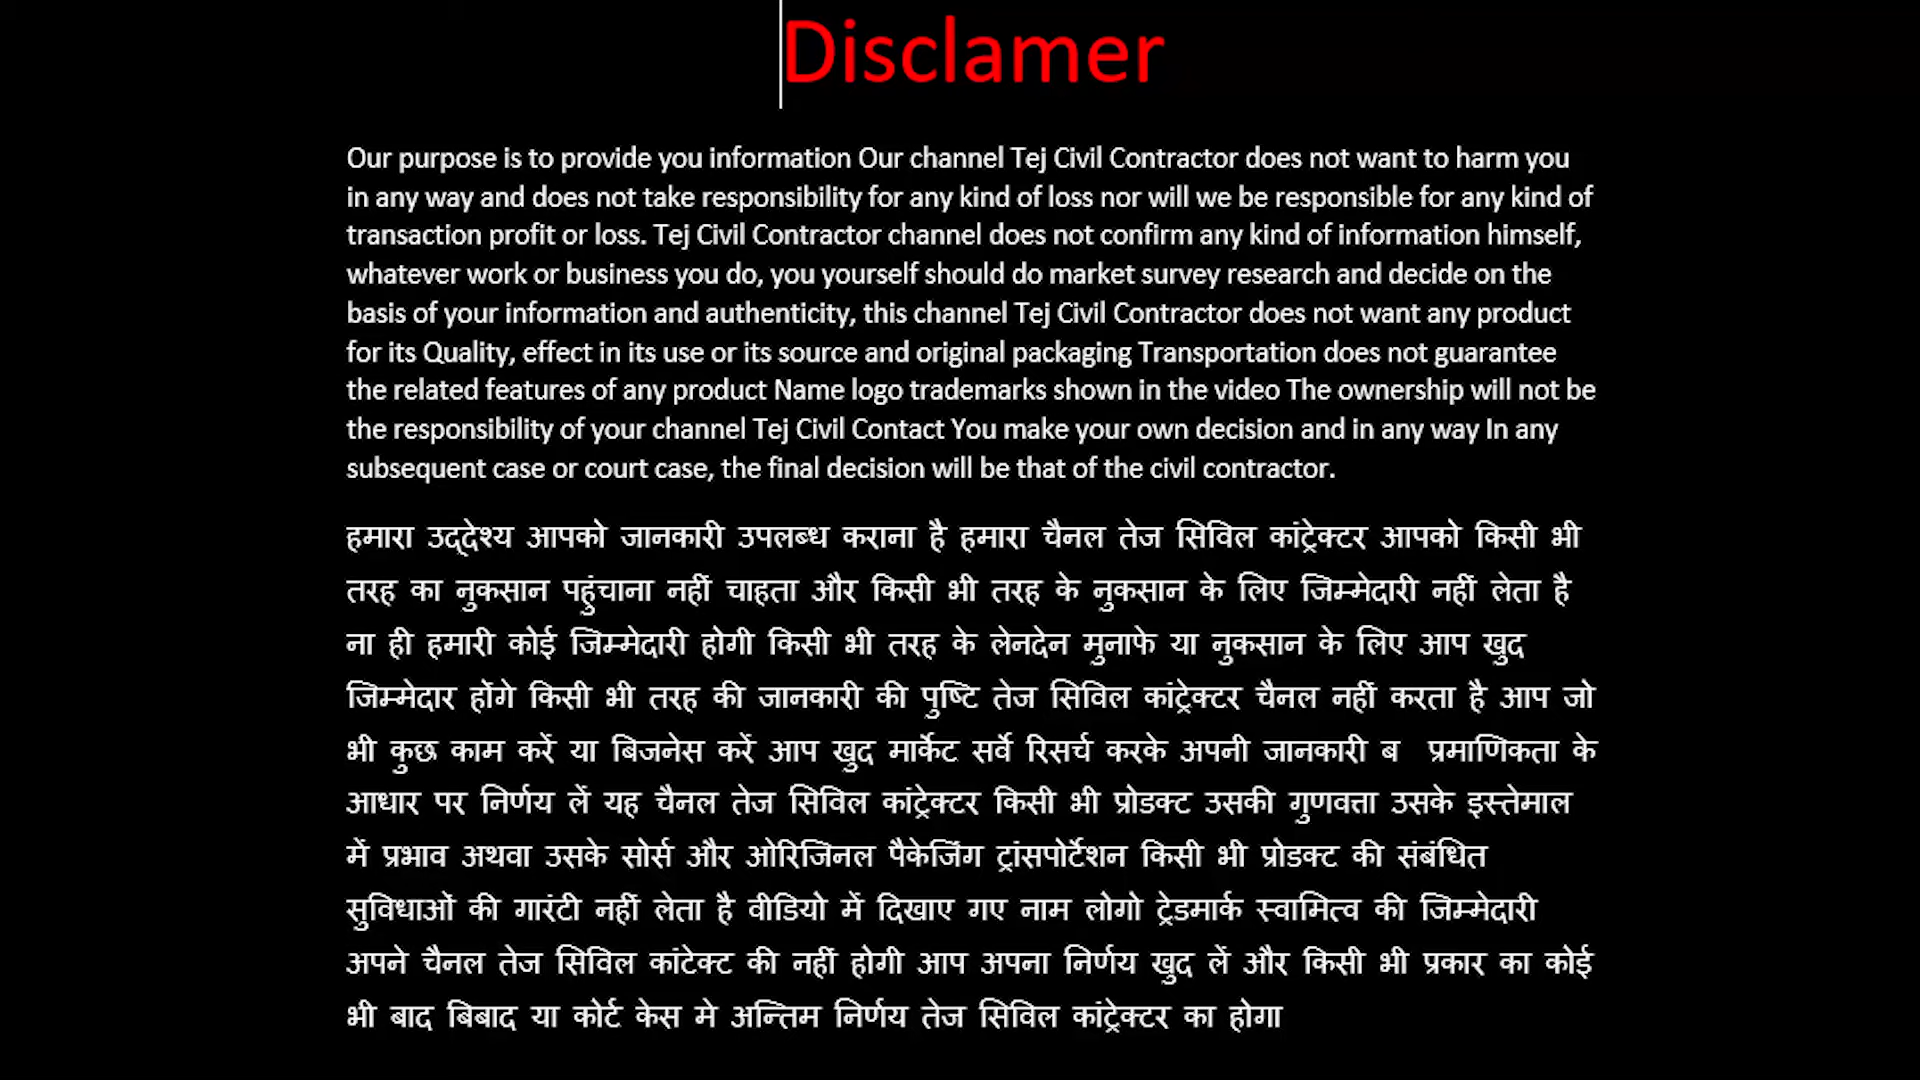 Disclamer
Our purpose is to provide you information Our channel Tej Civil Contractor does not want to harm you
in any way and does not take responsibility for any kind of loss nor will we be responsible for any kind of
transaction profit or loss. Tej Civil Contractor channel does not confirm any kind of information himself,
whatever work or business you do, you yourself should do market survey research and decide on the
basis of your information and authenticity, this channel Tej Civil Contractor does not want any product
for its Quality, effect in its use or its source and original packaging Transportation does not guarantee
the related features of any product Name logo trademarks shown in the video The ownership will not be
the responsibility of your channel Tej Civil Contact You make your own decision and in any way In any
subsequent case or court case, the final decision will be that of the civil contractor.
हमारा उद्देश्य आपको जानकारी उपलब्ध कराना है हमारा चैनल तेज सिविल कांट्रेक्टर आपको किसी भी
तरह का नुकसान पहुंचाना नहीं चाहता और किसी भी तरह के नुकसान के लिए जिम्मेदारी नहीं लेता है
ना ही हमारी कोई जिम्मेदारी होगी किसी भी तरह के लेनदेन मुनाफे या नुकसान के लिए आप खुद
जिम्मेदार होंगे किसी भी तरह की जानकारी की पुष्टि तेज सिविल कांट्रेक्टर चैनल नहीं करता है आप जो
भी कुछ काम करें या बिजनेस करें आप खुद मार्केट सर्वे रिसर्च करके अपनी जानकारी ब प्रमाणिकता के
आधार पर निर्णय लें यह चैनल तेज सिविल कांट्रेक्टर किसी भी प्रोडक्ट उसकी गुणवत्ता उसके इस्तेमाल
में प्रभाव अथवा उसके सोर्स और ओरिजिनल पैकेजिंग ट्रांसपोर्टेशन किसी भी प्रोडक्ट की संबंधित
सुविधाओं की गारंटी नहीं लेता है वीडियो में दिखाए गए नाम लोगो ट्रेडमार्क स्वामित्व की जिम्मेदारी
अपने चैनल तेज सिविल कांटेक्ट की नहीं होगी आप अपना निर्णय खुद लें और किसी भी प्रकार का कोई
भी बाद बिबाद या कोर्ट केस मे अन्तिम निर्णय तेज सिविल कांट्रेक्टर का होगा